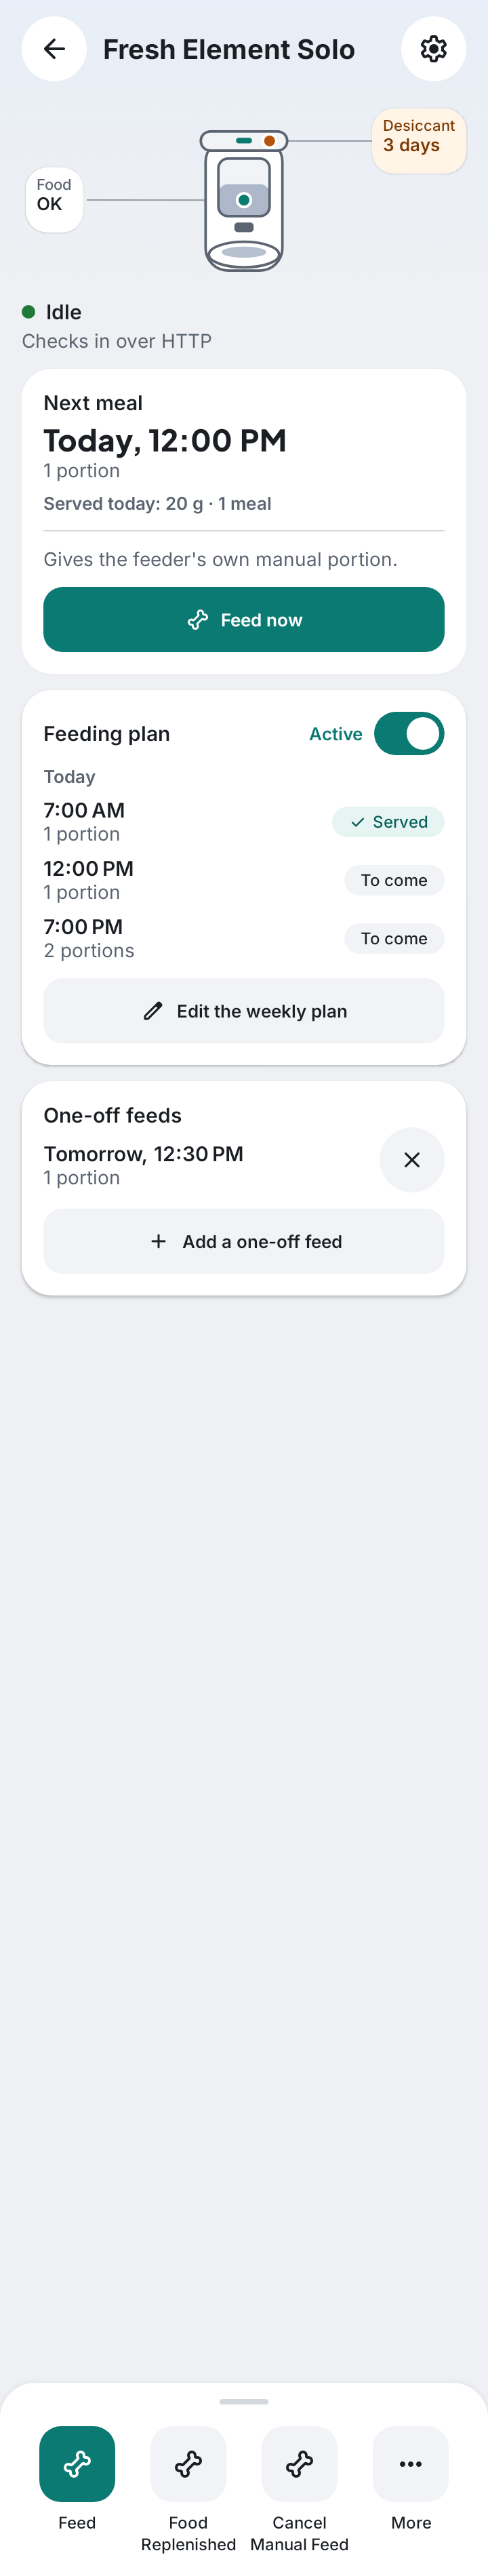 Fresh Element Solo
Desiccant
3 days
Food
OK
Idle
Checks in over HTTP
Next meal
Today, 12:00 PM
1 portion
Served today: 20 g · 1 meal
Gives the feeder's own manual portion.
Feed now
Feeding plan
Active
Today
7:00 AM
1 portion
Served
12:00 PM
1 portion
To come
7:00 PM
2 portions
To come
Edit the weekly plan
One-off feeds
Tomorrow, 12:30 PM
1 portion
Add a one-off feed
Feed
Food
Replenished
Cancel
Manual Feed
More